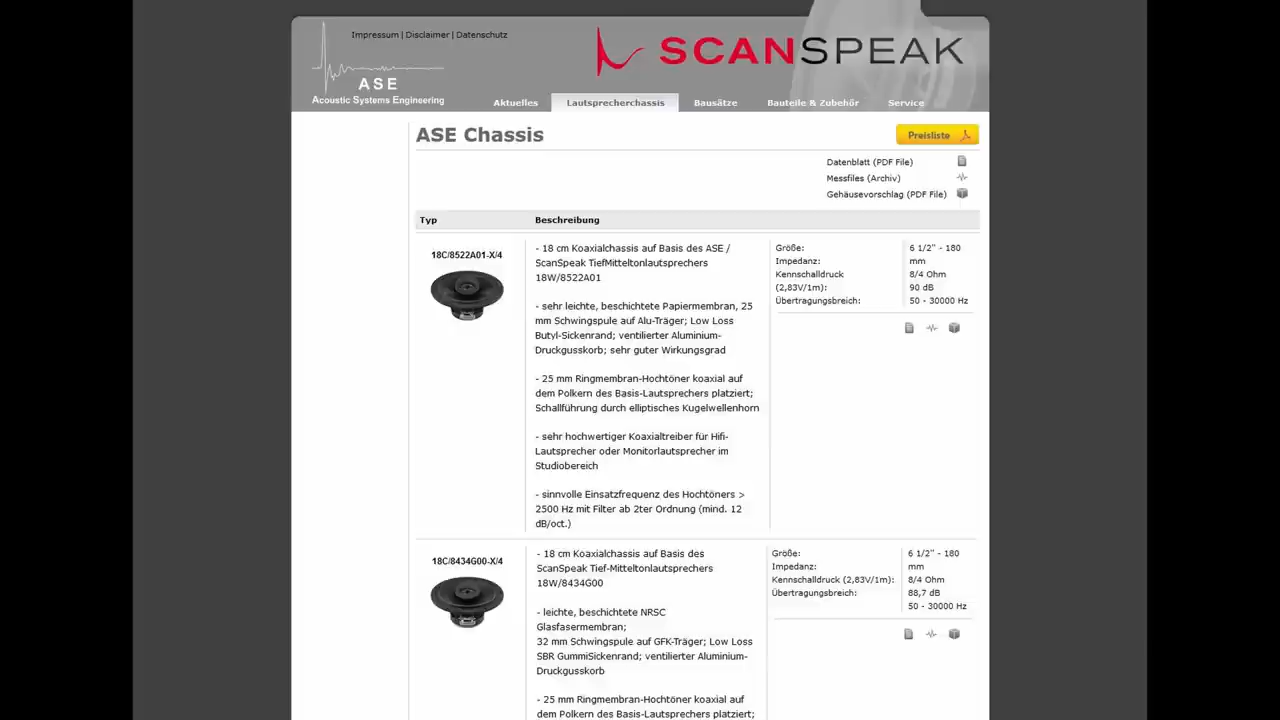 Impressum | Disclaimer | Datenschutz
SCANSPEAK
ASE
Acoustic Systems Engineering
Aktuelles
Lautsprecherchassis
Bausätze
Bauteile & Zubehör
Service
ASE Chassis
Preisliste
Datenblatt (PDF File)
Messfiles (Archiv)
Gehäusevorschlag (PDF File)
Typ
Beschreibung
18C/8522A01-X/4
- 18 cm Koaxialchassis auf Basis des ASE /
ScanSpeak TiefMitteltonlautsprechers
18W/8522A01
- sehr leichte, beschichtete Papiermembran, 25
mm Schwingspule auf Alu-Träger; Low Loss
Butyl-Sickenrand; ventilierter Aluminium-
Druckgusskorb; sehr guter Wirkungsgrad
- 25 mm Ringmembran-Hochtöner koaxial auf
dem Polkern des Basis-Lautsprechers platziert;
Schallführung durch elliptisches Kugelwellenhorn
- sehr hochwertiger Koaxialtreiber für Hifi-
Lautsprecher oder Monitorlautsprecher im
Studiobereich
- sinnvolle Einsatzfrequenz des Hochtöners >
2500 Hz mit Filter ab 2ter Ordnung (mind. 12
dB/oct.)
Größe:
Impedanz:
Kennschalldruck
(2,83V/1m):
Übertragungsbereich:
6 1/2" - 180
mm
8/4 Ohm
90 dB
50 - 30000 Hz
18C/8434G00-X/4
- 18 cm Koaxialchassis auf Basis des
ScanSpeak Tief-Mitteltonlautsprechers
18W/8434G00
- leichte, beschichtete NRSC
Glasfasermembran;
32 mm Schwingspule auf GFK-Träger; Low Loss
SBR GummiSickenrand; ventilierter Aluminium-
Druckgusskorb
- 25 mm Ringmembran-Hochtöner koaxial auf
dem Polkern des Basis-Lautsprechers platziert;
Größe:
Impedanz:
Kennschalldruck (2,83V/1m):
Übertragungsbereich:
6 1/2" - 180
mm
8/4 Ohm
88,7 dB
50 - 30000 Hz